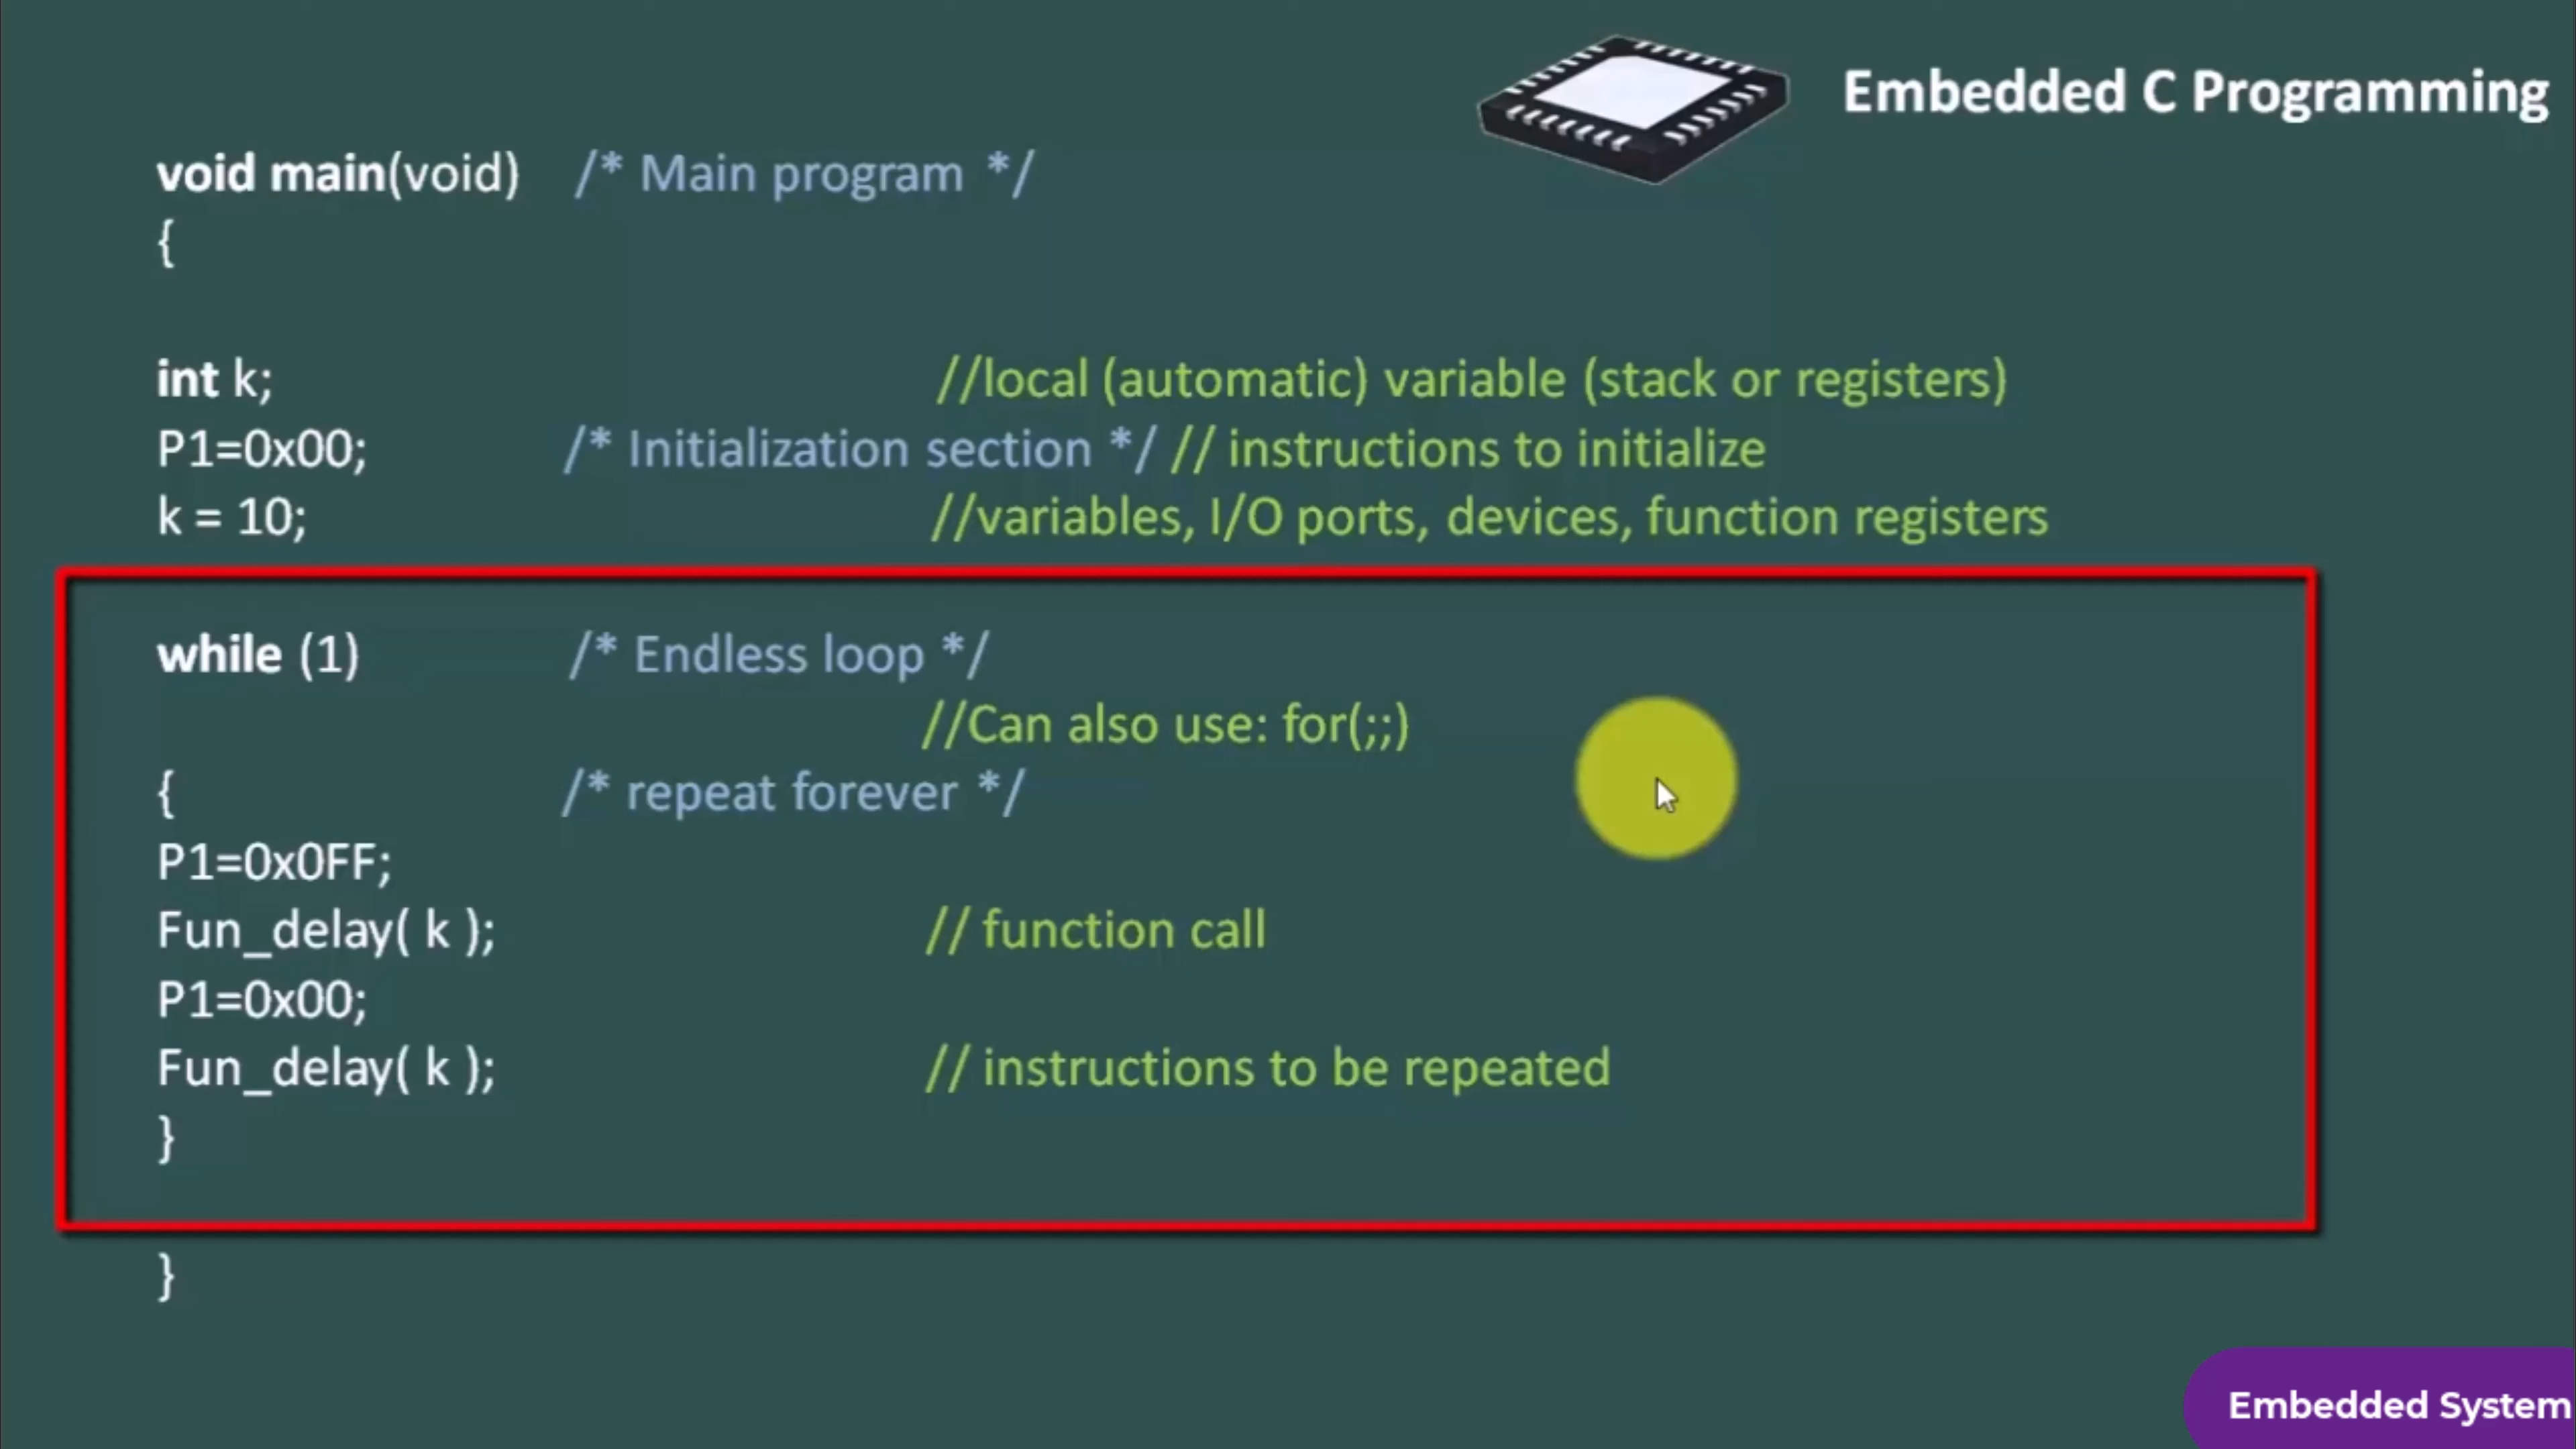 Embedded C Programming
void main(void) /* Main program */
{
int k; //local (automatic) variable (stack or registers)
P1=0x00; /* Initialization section */ // instructions to initialize
k = 10; //variables, I/O ports, devices, function registers
while (1) /* Endless loop */
//Can also use: for(;;)
{ /* repeat forever */
P1=0x0FF;
Fun_delay( k ); // function call
P1=0x00;
Fun_delay( k ); // instructions to be repeated
}
}
Embedded System